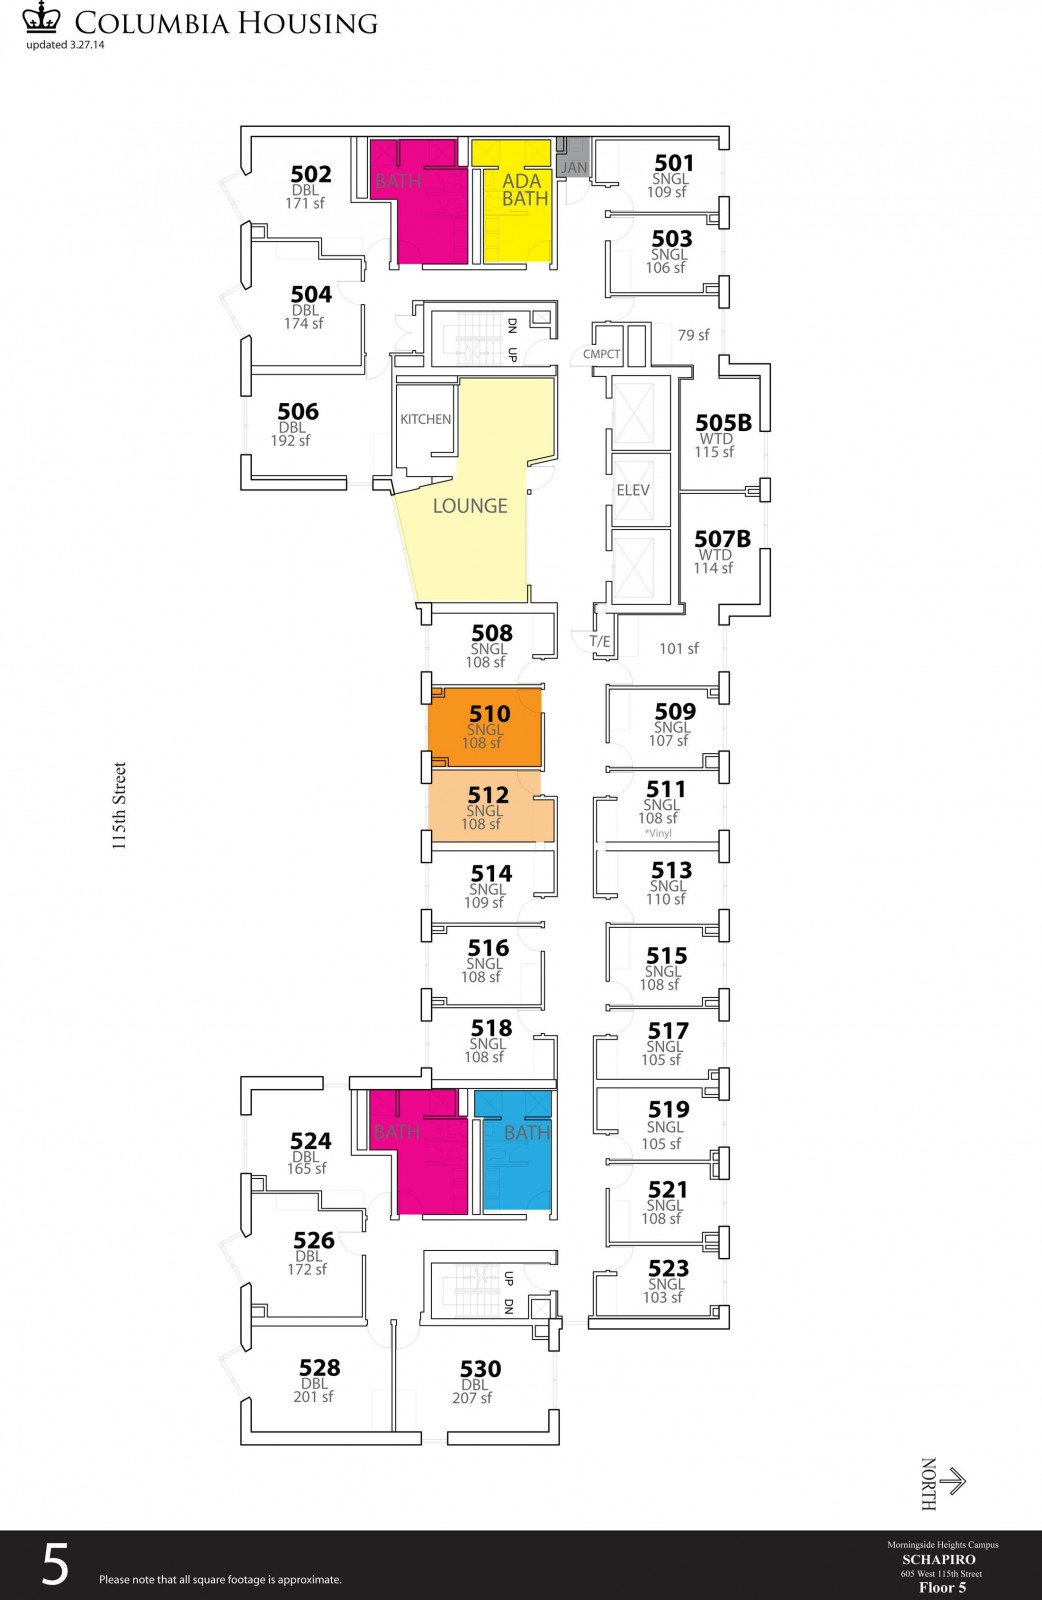 COLUMBIA HOUSING
updated 3.27.14
502
DBL
171 sf
BATH
ADA
BATH
JAN
501
SNGL
109 sf
503
SNGL
106 sf
504
DBL
174 sf
DN
UP
CMPCT
79 sf
506
DBL
192 sf
KITCHEN
LOUNGE
ELEV
505B
WTD
115 sf
507B
WTD
114 sf
508
SNGL
108 sf
T/E
101 sf
510
SNGL
108 sf
509
SNGL
107 sf
512
SNGL
108 sf
511
SNGL
108 sf
*Vinyl
115th Street
514
SNGL
109 sf
513
SNGL
110 sf
516
SNGL
108 sf
515
SNGL
108 sf
518
SNGL
108 sf
517
SNGL
105 sf
524
DBL
165 sf
BATH
BATH
519
SNGL
105 sf
521
SNGL
108 sf
526
DBL
172 sf
UP
DN
523
SNGL
103 sf
528
DBL
201 sf
530
DBL
207 sf
NORTH
5
Please note that all square footage is approximate.
Morningside Heights Campus
SCHAPIRO
605 West 115th Street
Floor 5